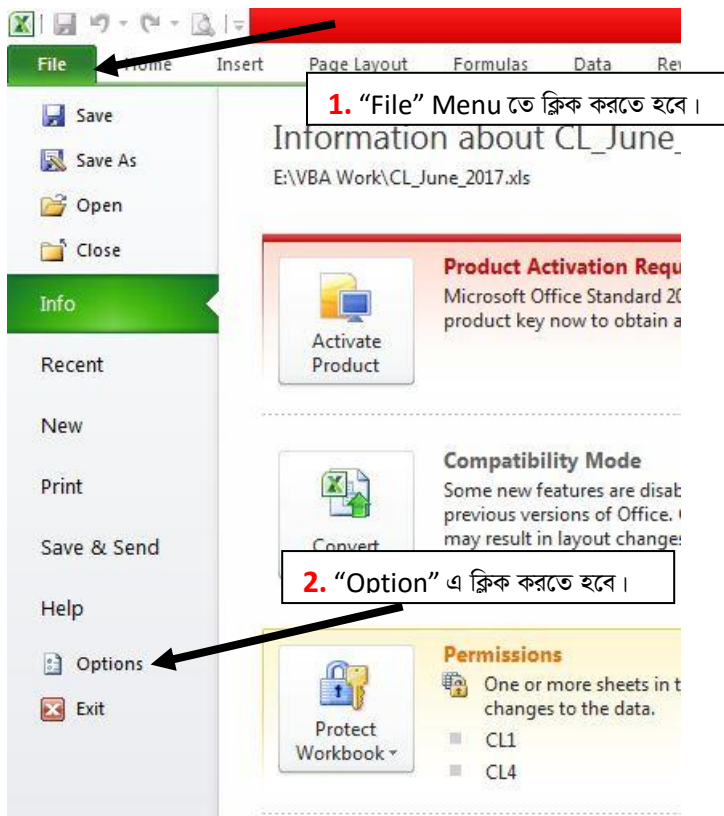 File Home Insert Page Layout Formulas Data Rev
1. “File” Menu তে ক্লিক করতে হবে।
Save
Information about CL_June_
Save As
E:\VBA Work\CL_June_2017.xls
Open
Close
Product Activation Requ
Info
Microsoft Office Standard 20
product key now to obtain a
Activate
Product
Recent
New
Compatibility Mode
Print
Some new features are disab
previous versions of Office.
may result in layout changes
Save & Send
Convert
2. “Option” এ ক্লিক করতে হবে।
Help
Permissions
Options
One or more sheets in t
changes to the data.
Exit
Protect
Workbook
CL1
CL4